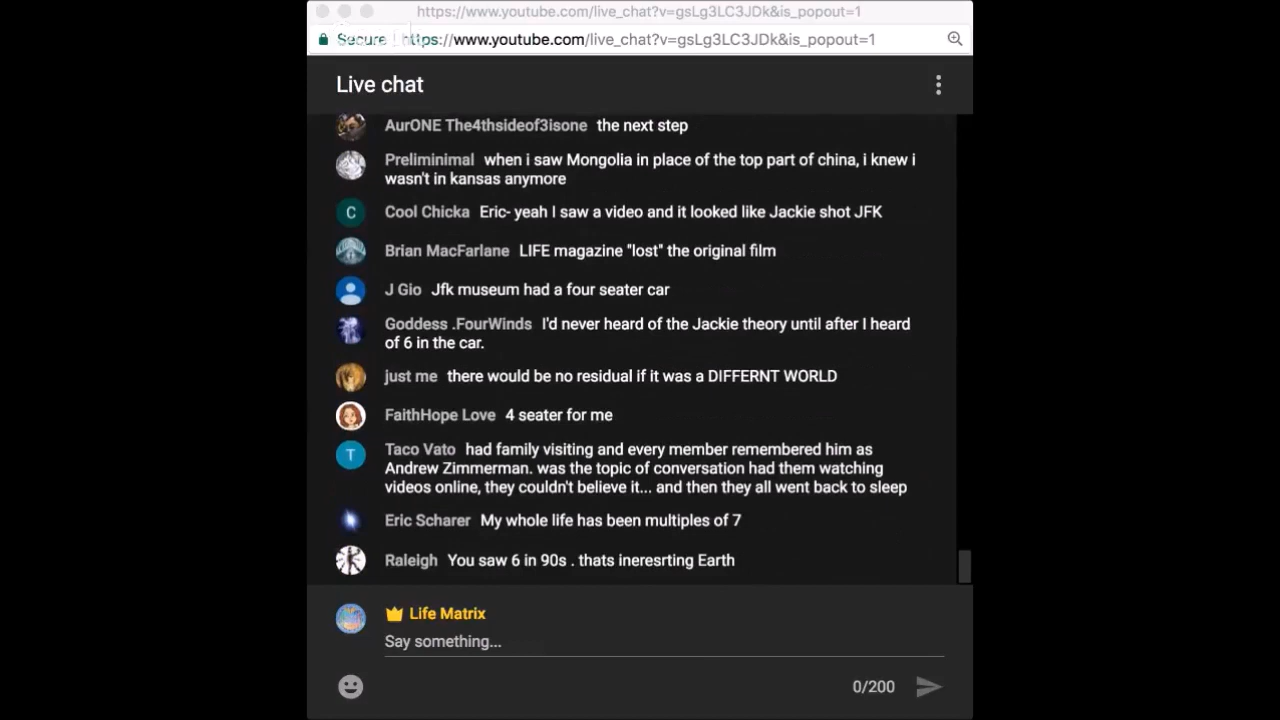 https://www.youtube.com/live_chat?v=gsLg3LC3JDk&is_popout=1
Secure https://www.youtube.com/live_chat?v=gsLg3LC3JDk&is_popout=1
Live chat
AurONE The4thsideof3isone the next step
Preliminimal when i saw Mongolia in place of the top part of china, i knew i
wasn't in kansas anymore
C Cool Chicka Eric- yeah I saw a video and it looked like Jackie shot JFK
Brian MacFarlane LIFE magazine "lost" the original film
J Gio Jfk museum had a four seater car
Goddess .FourWinds I'd never heard of the Jackie theory until after I heard
of 6 in the car.
just me there would be no residual if it was a DIFFERNT WORLD
FaithHope Love 4 seater for me
T Taco Vato had family visiting and every member remembered him as
Andrew Zimmerman. was the topic of conversation had them watching
videos online, they couldn't believe it... and then they all went back to sleep
Eric Scharer My whole life has been multiples of 7
Raleigh You saw 6 in 90s . thats ineresrting Earth
Life Matrix
Say something...
0/200